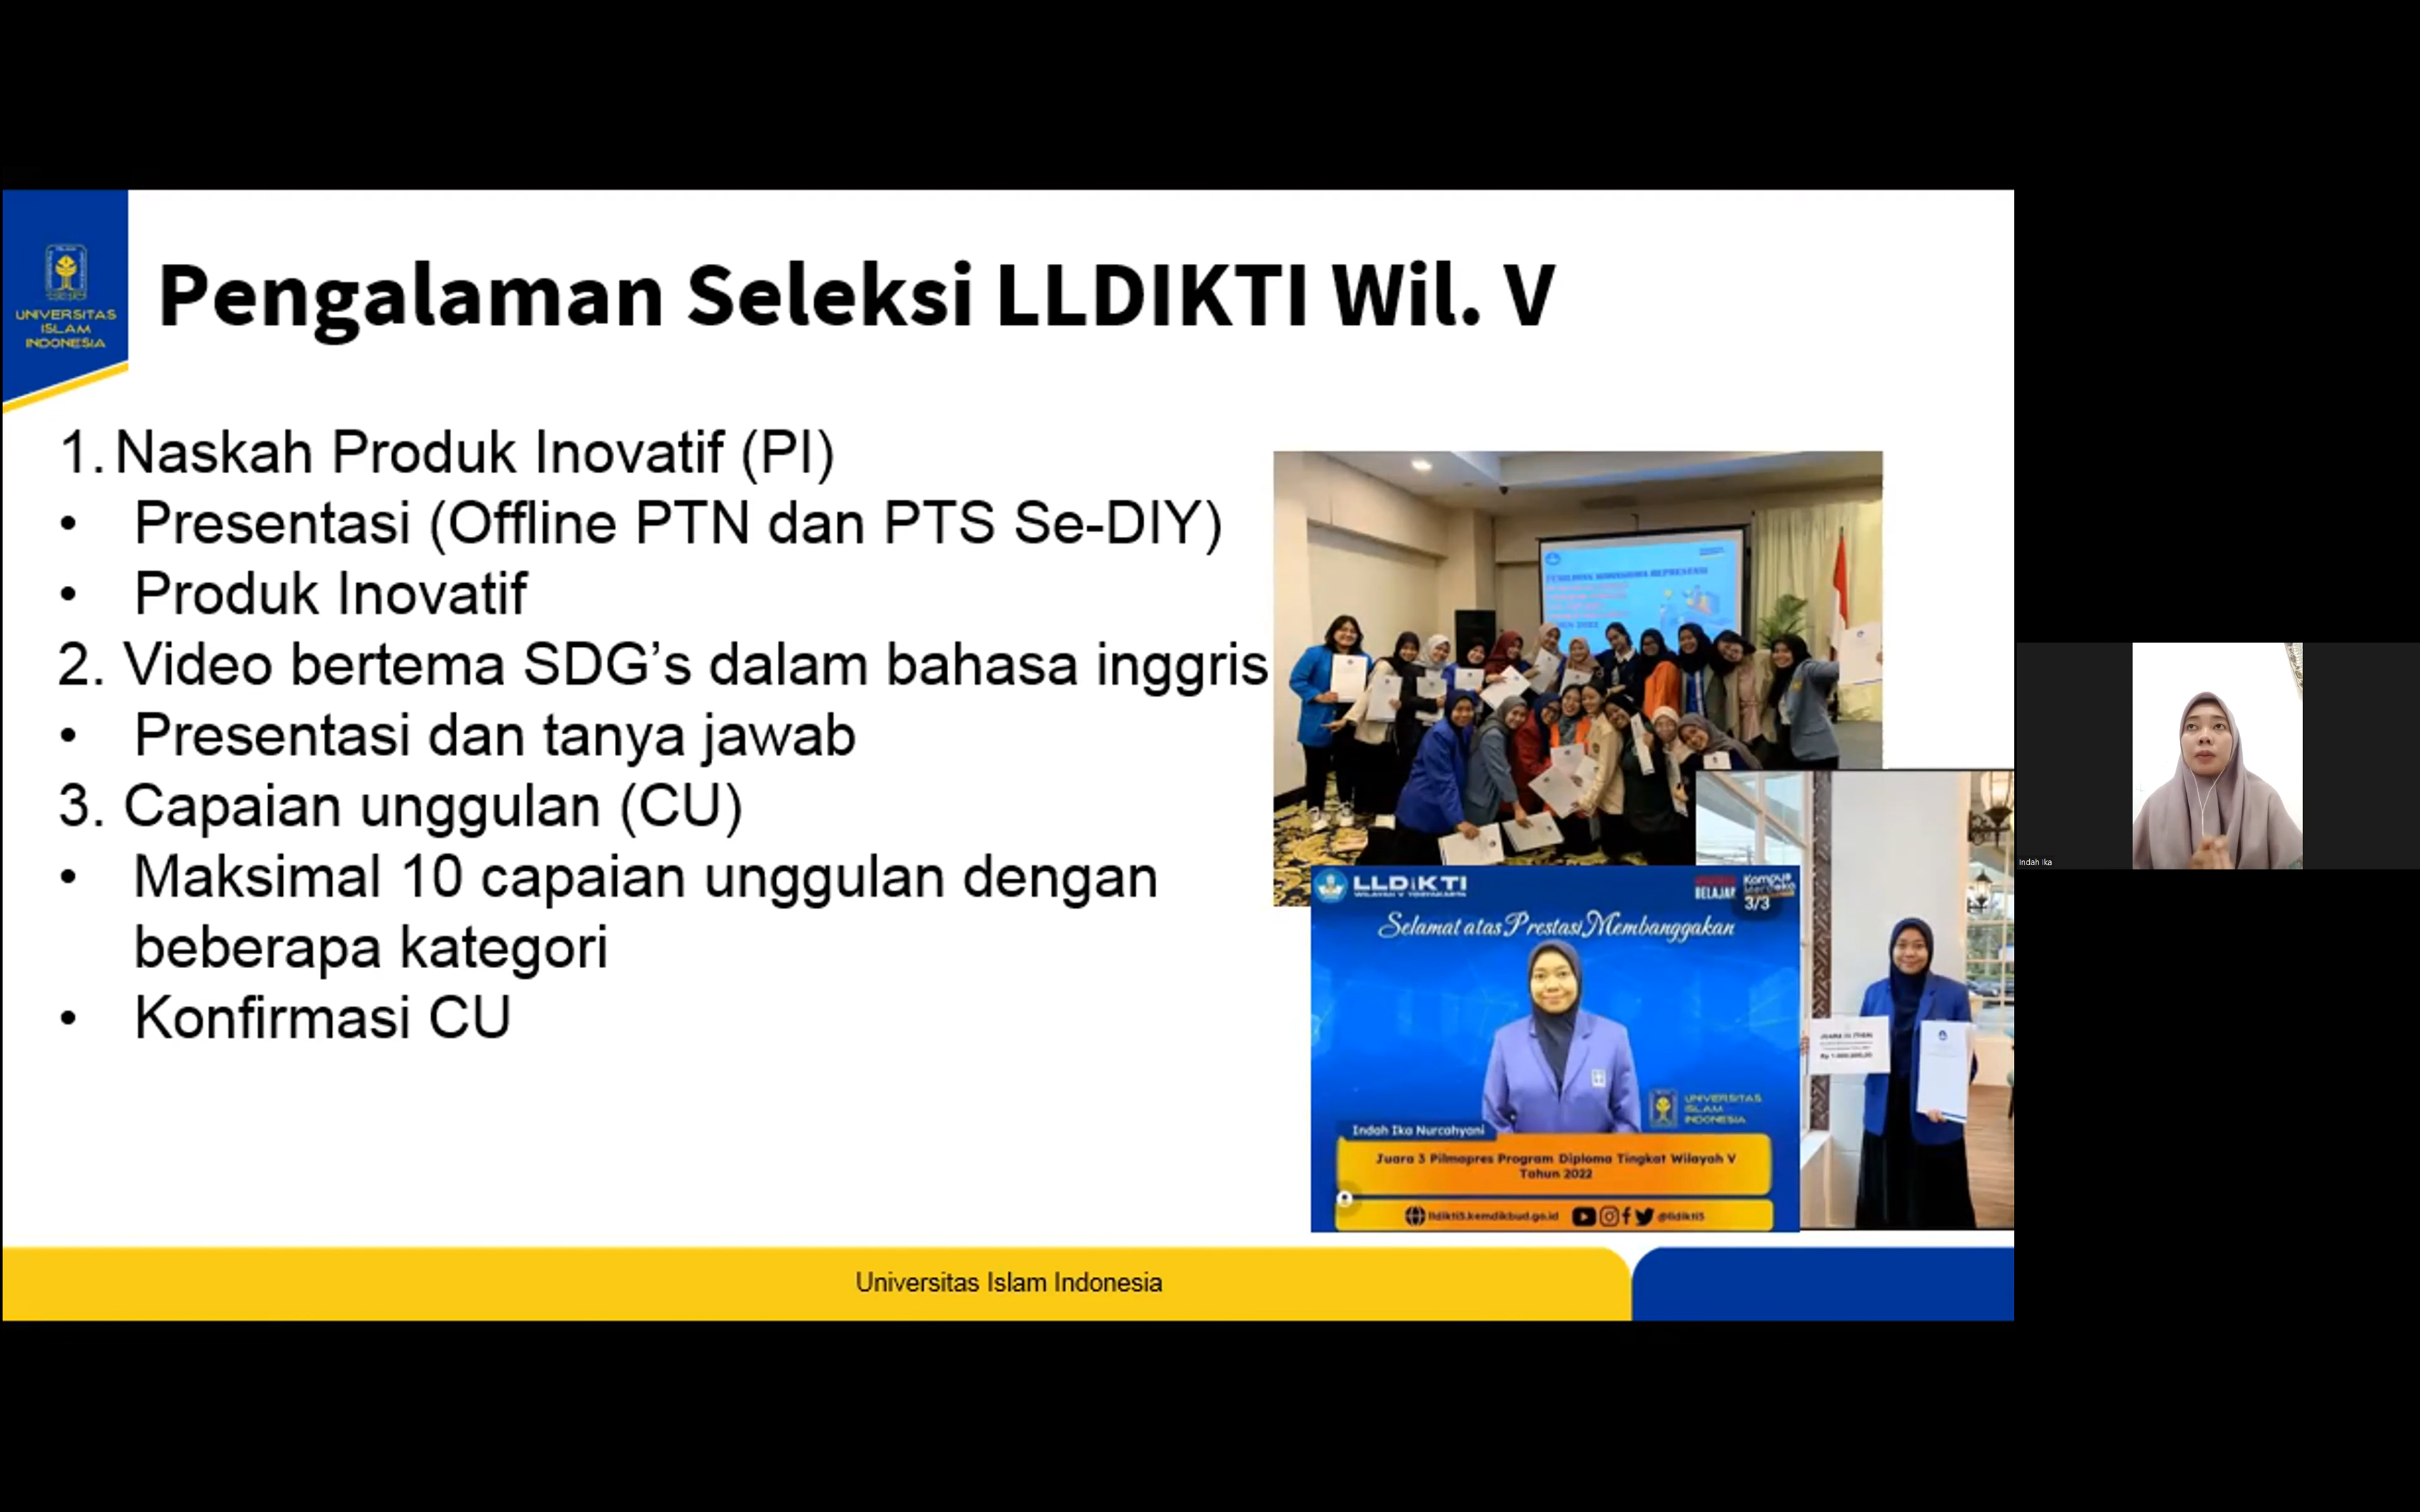 UNIVERSITAS
ISLAM
INDONESIA
Pengalaman Seleksi LLDIKTI Wil. V
1. Naskah Produk Inovatif (PI)
• Presentasi (Offline PTN dan PTS Se-DIY)
• Produk Inovatif
2. Video bertema SDG’s dalam bahasa inggris
• Presentasi dan tanya jawab
3. Capaian unggulan (CU)
• Maksimal 10 capaian unggulan dengan
beberapa kategori
• Konfirmasi CU
LLDIKTI
WILAYAH V YOGYAKARTA
BELAJAR
Kampus
Merdeka
3/3
Selamat atas Prestasi Membanggakan
UNIVERSITAS
ISLAM
INDONESIA
Indah Ika Nurcahyani
Juara 3 Pilmapres Program Diploma Tingkat Wilayah V
Tahun 2022
lldikti5.kemdikbud.go.id
@lldikti5
Universitas Islam Indonesia
Indah Ika